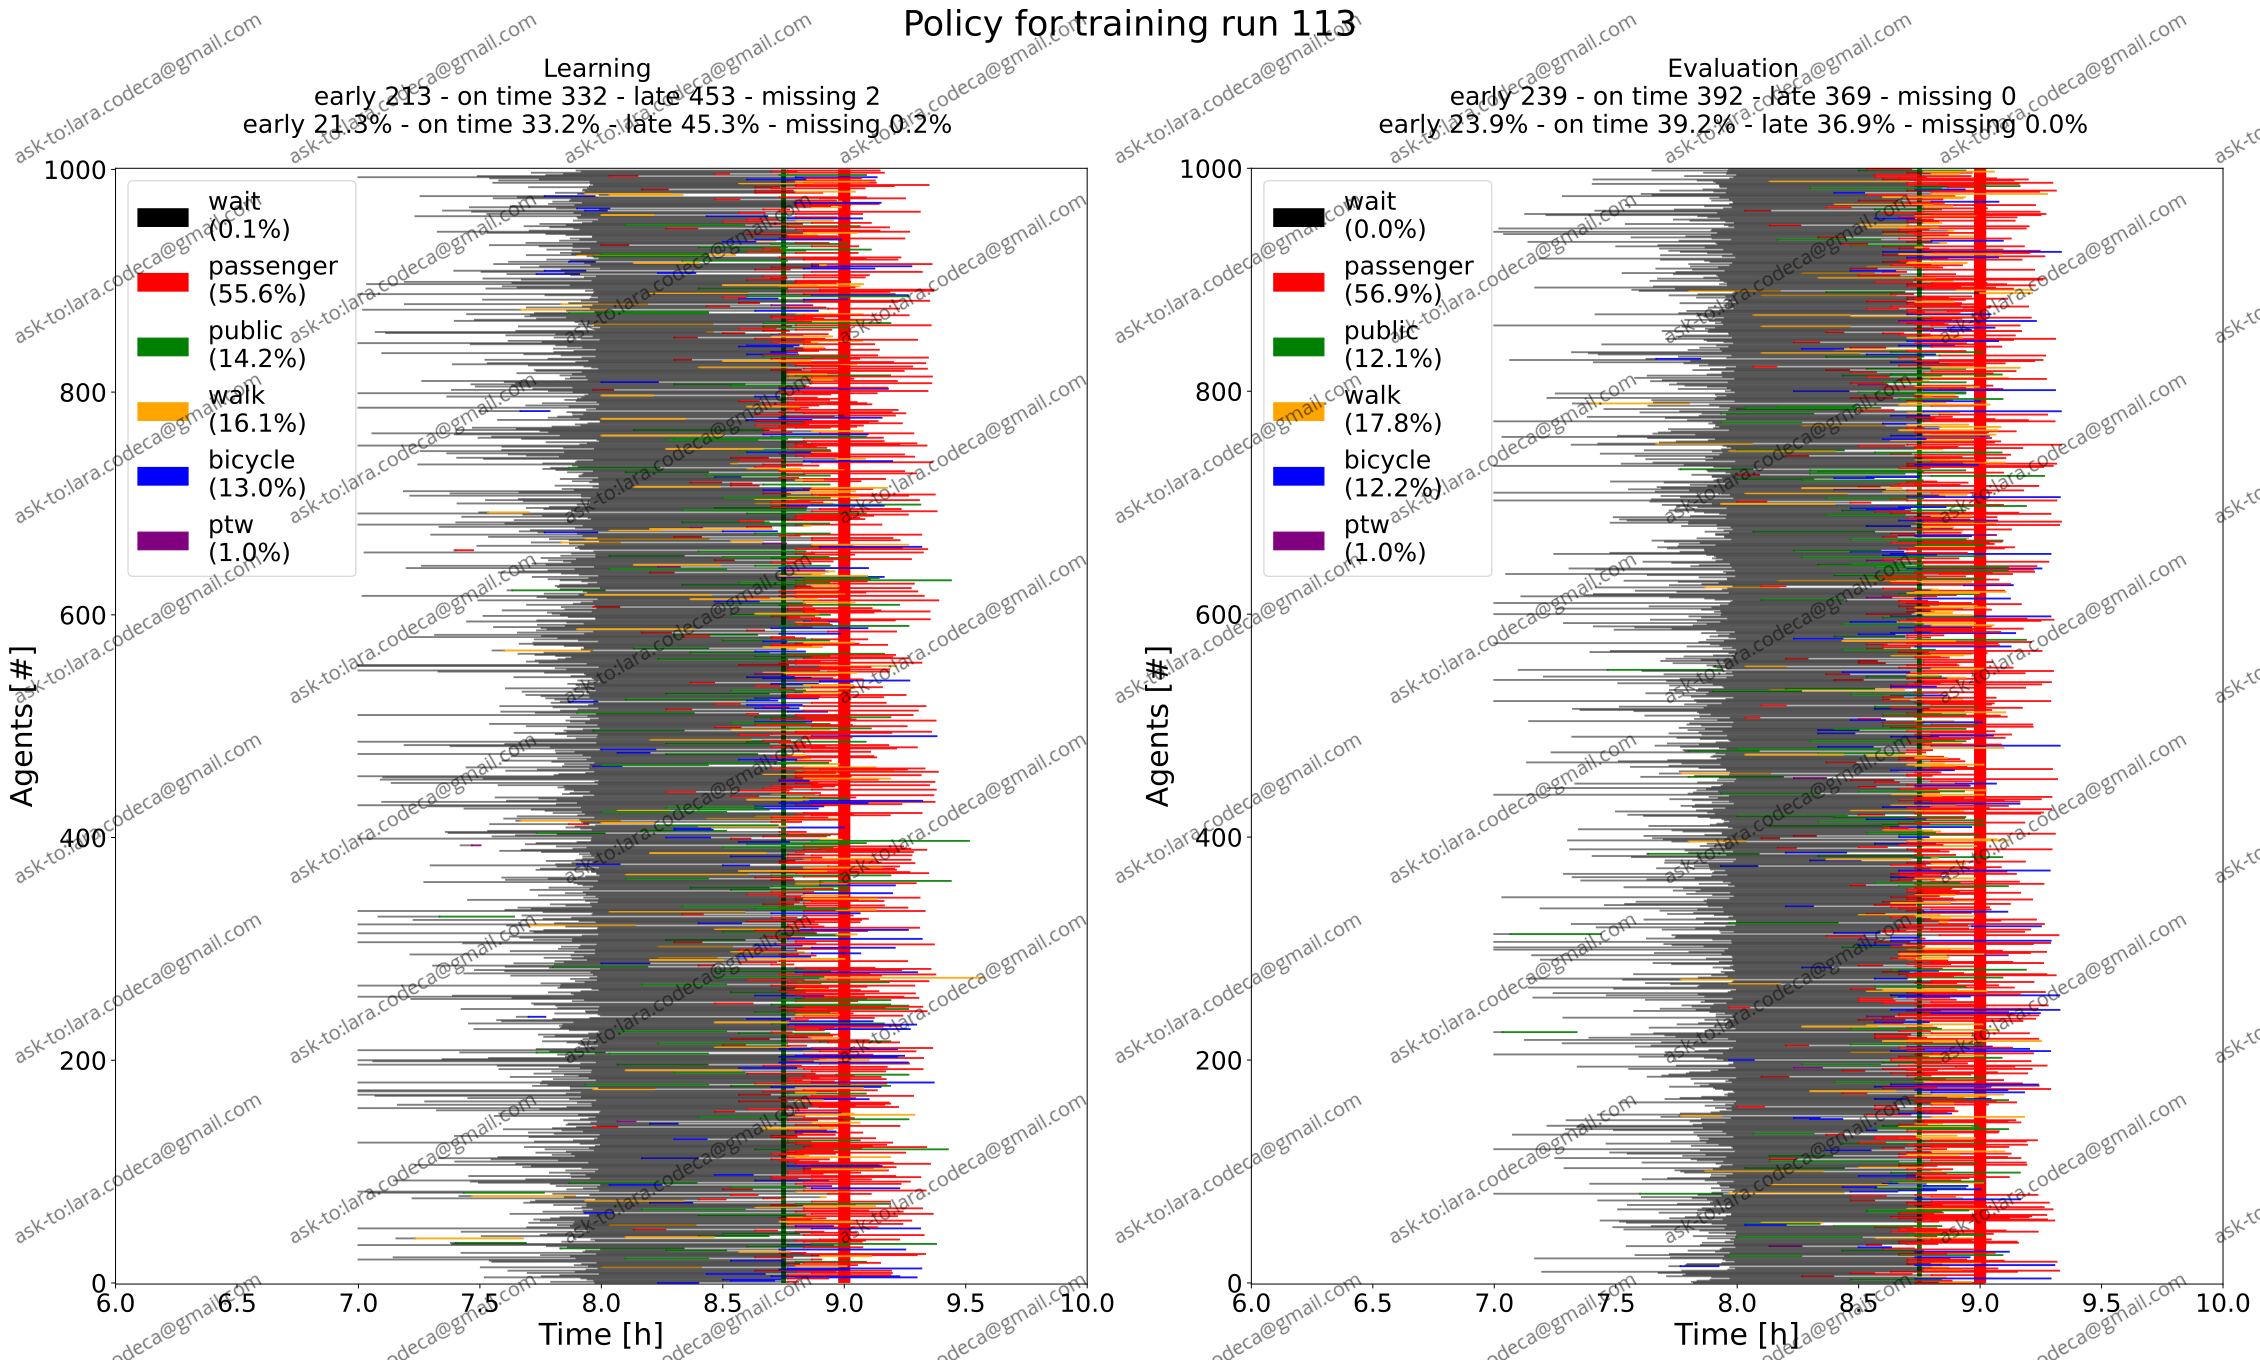 Policy for training run 113
Learning
early 213 - on time 332 - late 453 - missing 2
early 21.3% - on time 33.2% - late 45.3% - missing 0.2%
1000
800
600
400
200
0
Agents [#]
wait
(0.1%)
passenger
(55.6%)
public
(14.2%)
walk
(16.1%)
bicycle
(13.0%)
ptw
(1.0%)
6.0 6.5 7.0 7.5 8.0 8.5 9.0 9.5 10.0
Time [h]
Evaluation
early 239 - on time 392 - late 369 - missing 0
early 23.9% - on time 39.2% - late 36.9% - missing 0.0%
1000
800
600
400
200
0
Agents [#]
wait
(0.0%)
passenger
(56.9%)
public
(12.1%)
walk
(17.8%)
bicycle
(12.2%)
ptw
(1.0%)
6.0 6.5 7.0 7.5 8.0 8.5 9.0 9.5 10.0
Time [h]
ask-to:lara.codeca@gmail.com